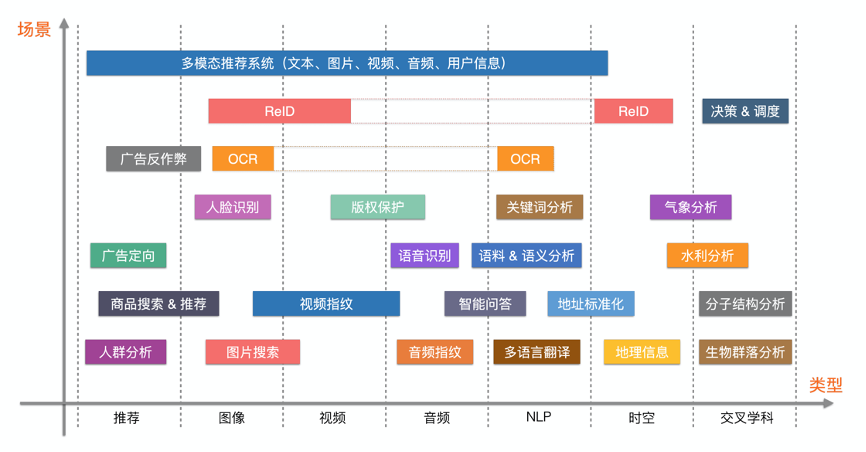 场景
多模态推荐系统（文本、图片、视频、音频、用户信息）
ReID
ReID
决策 & 调度
广告反作弊
OCR
OCR
人脸识别
版权保护
关键词分析
气象分析
广告定向
语音识别
语料 & 语义分析
水利分析
商品搜索 & 推荐
视频指纹
智能问答
地址标准化
分子结构分析
人群分析
图片搜索
音频指纹
多语言翻译
地理信息
生物群落分析
类型
推荐
图像
视频
音频
NLP
时空
交叉学科